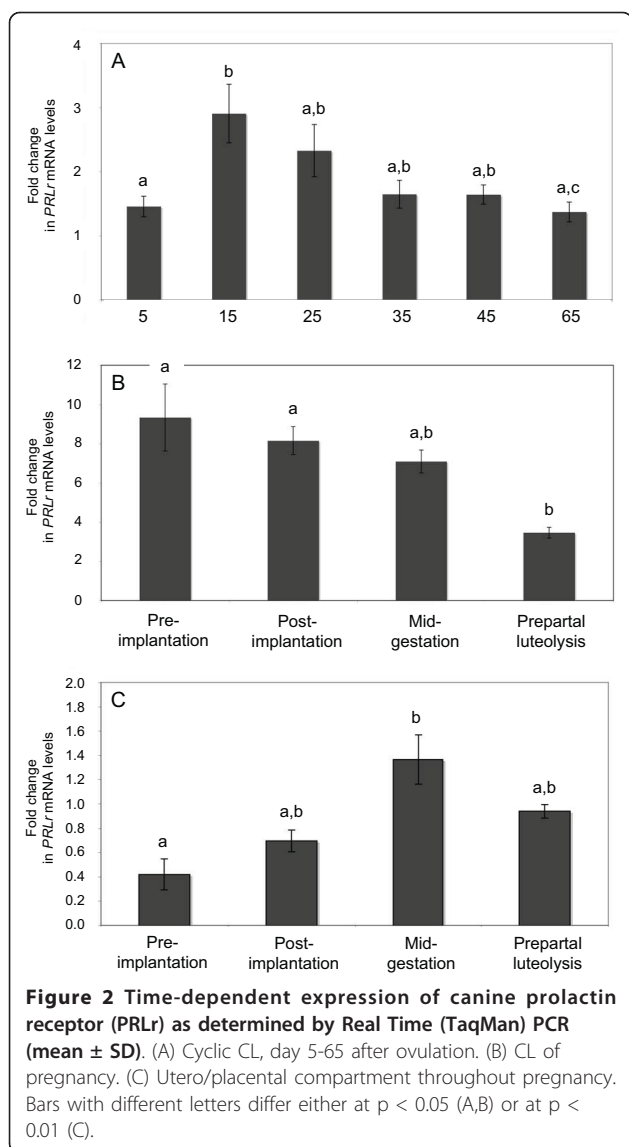 A
Fold change
in PRLr mRNA levels
4
3
2
1
0
a
b
a,b
a,b
a,b
a,c
5 15 25 35 45 65
B
Fold change
in PRLr mRNA levels
12
10
8
6
4
2
0
a
a
a,b
b
Pre-
implantation
Post-
implantation
Mid-
gestation
Prepartal
luteolysis
C
Fold change
in PRLr mRNA levels
2.0
1.8
1.6
1.4
1.2
1.0
0.8
0.6
0.4
0.2
0.0
a
a,b
b
a,b
Pre-
implantation
Post-
implantation
Mid-
gestation
Prepartal
luteolysis
Figure 2 Time-dependent expression of canine prolactin
receptor (PRLr) as determined by Real Time (TaqMan) PCR
(mean ± SD). (A) Cyclic CL, day 5-65 after ovulation. (B) CL of
pregnancy. (C) Utero/placental compartment throughout pregnancy.
Bars with different letters differ either at p < 0.05 (A,B) or at p <
0.01 (C).